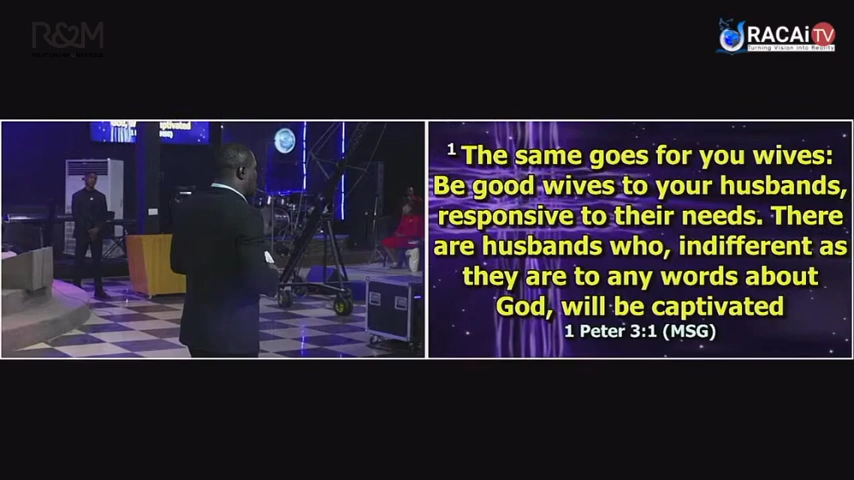 R&M
RACAi TV
Turning Vision into Reality
1 The same goes for you wives:
Be good wives to your husbands,
responsive to their needs. There
are husbands who, indifferent as
they are to any words about
God, will be captivated
1 Peter 3:1 (MSG)